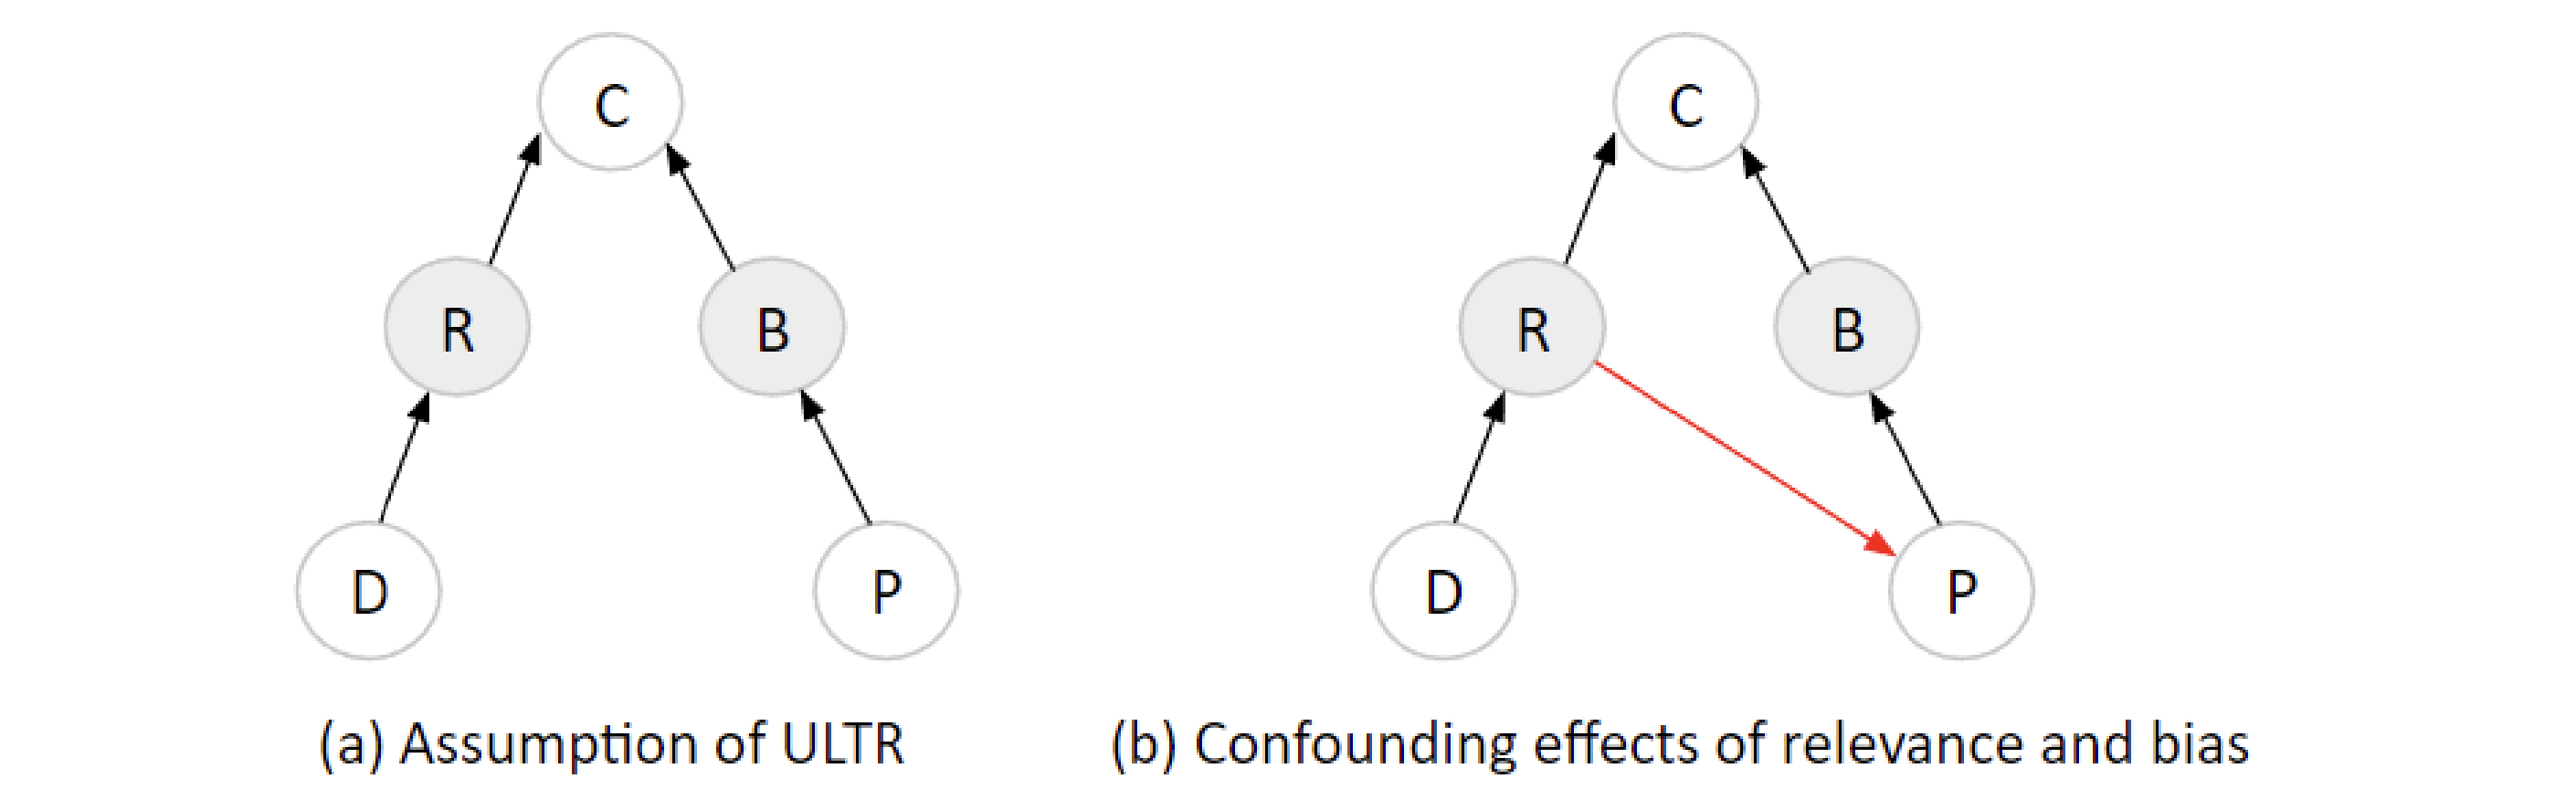 C
C
R
B
R
B
D
P
D
P
(a) Assumption of ULTR
(b) Confounding effects of relevance and bias